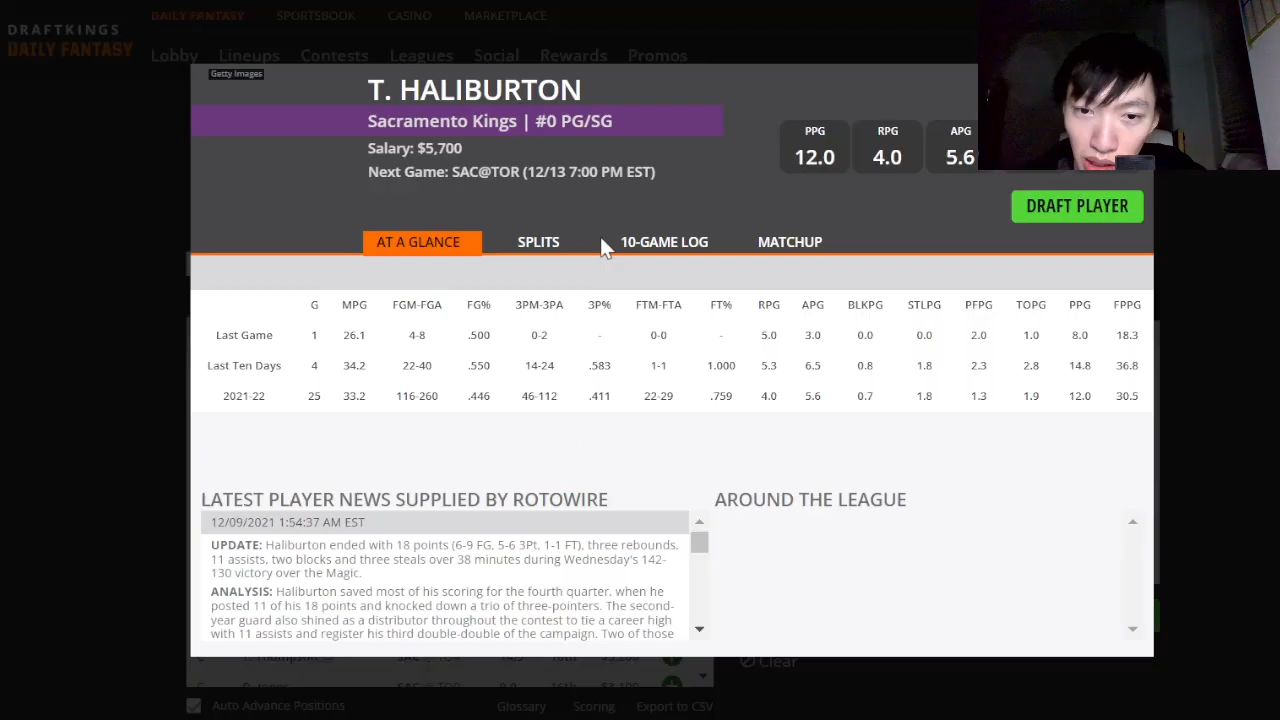 DRAFTKINGS
DAILY FANTASY
DAILY FANTASY SPORTSBOOK CASINO MARKETPLACE
Lobby Lineups Contests Leagues Social Rewards Promos
Getty Images
T. HALIBURTON
Sacramento Kings | #0 PG/SG
Salary: $5,700
Next Game: SAC@TOR (12/13 7:00 PM EST)
PPG RPG APG
12.0 4.0 5.6
DRAFT PLAYER
AT A GLANCE SPLITS 10-GAME LOG MATCHUP
G MPG FGM-FGA FG% 3PM-3PA 3P% FTM-FTA FT% RPG APG BLKPG STLPG PFPG TOPG PPG FPPG
Last Game 1 26.1 4-8 .500 0-2 - 0-0 - 5.0 3.0 0.0 0.0 2.0 1.0 8.0 18.3
Last Ten Days 4 34.2 22-40 .550 14-24 .583 1-1 1.000 5.3 6.5 0.8 1.8 2.3 2.8 14.8 36.8
2021-22 25 33.2 116-260 .446 46-112 .411 22-29 .759 4.0 5.6 0.7 1.8 1.3 1.9 12.0 30.5
LATEST PLAYER NEWS SUPPLIED BY ROTOWIRE
12/09/2021 1:54:37 AM EST
UPDATE: Haliburton ended with 18 points (6-9 FG, 5-6 3Pt, 1-1 FT), three rebounds,
11 assists, two blocks and three steals over 38 minutes during Wednesday's 142-
130 victory over the Magic.
ANALYSIS: Haliburton saved most of his scoring for the fourth quarter, when he
posted 11 of his 18 points and knocked down a trio of three-pointers. The second-
year guard also shined as a distributor throughout the contest to tie a career high
with 11 assists and register his third double-double of the campaign. Two of those
AROUND THE LEAGUE
Clear
Auto Advance Positions Glossary Scoring Export to CSV